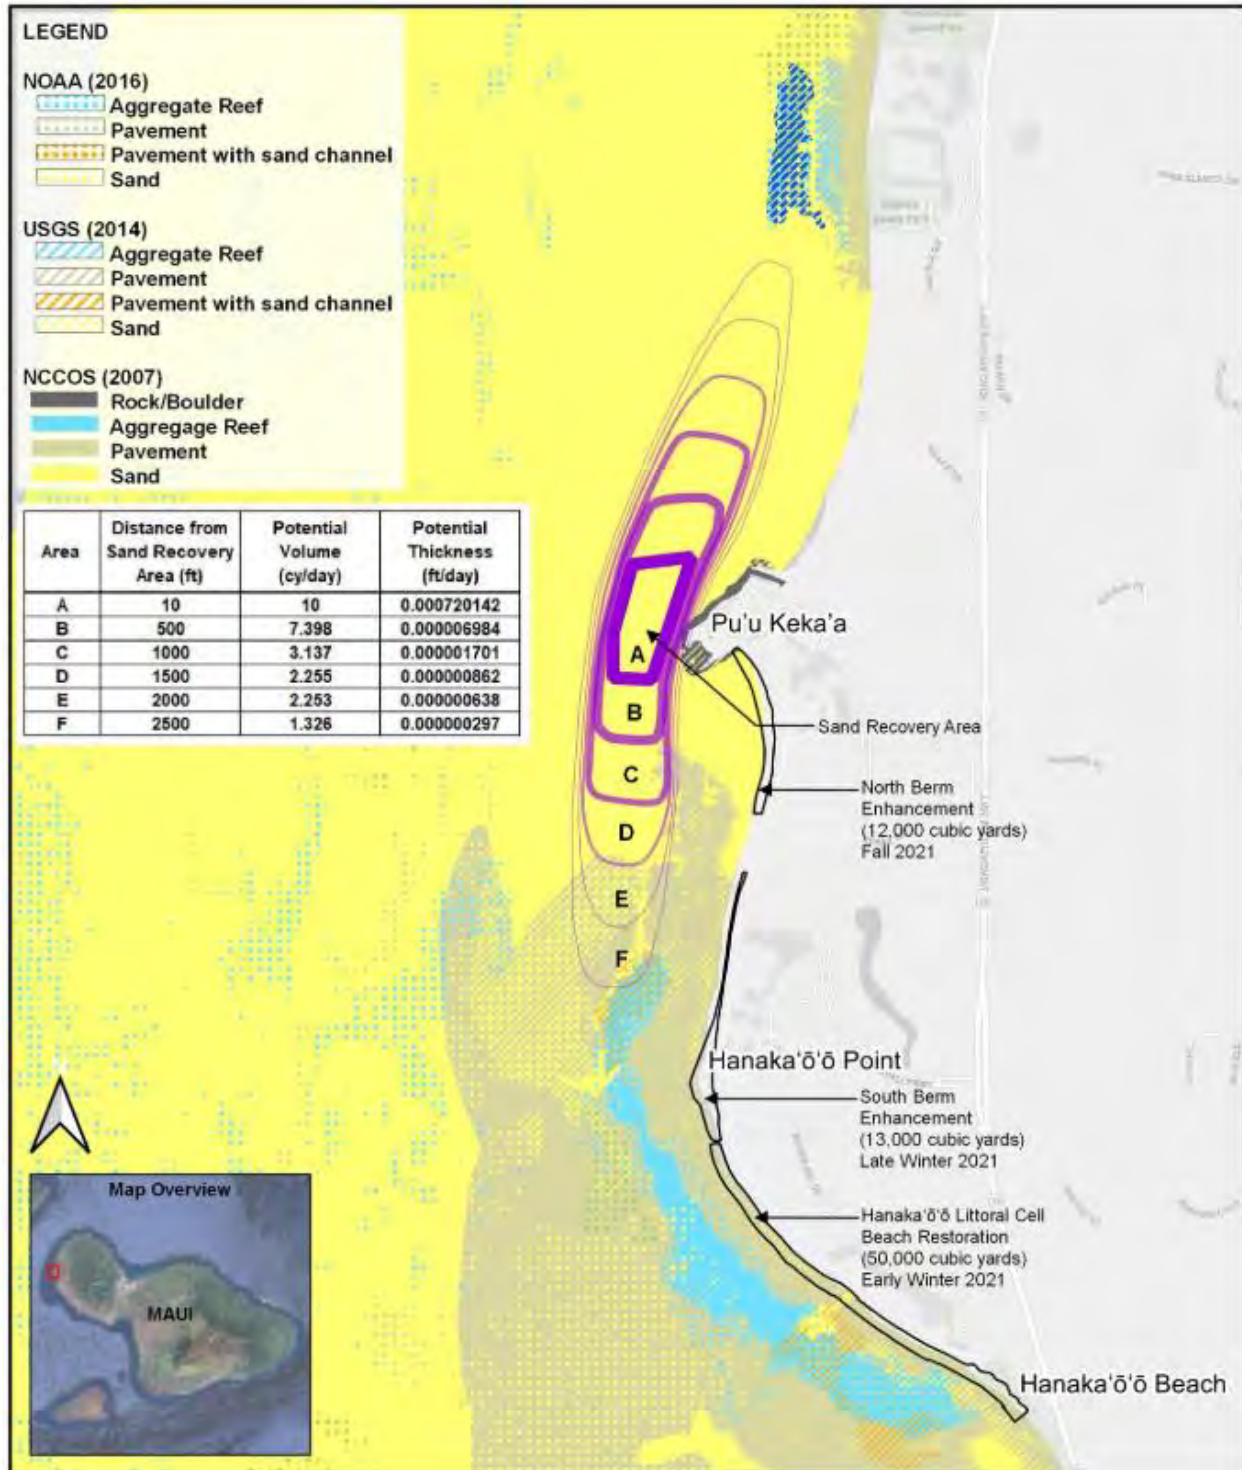 LEGEND
NOAA (2016)
Aggregate Reef
Pavement
Pavement with sand channel
Sand
USGS (2014)
Aggregate Reef
Pavement
Pavement with sand channel
Sand
NCCOS (2007)
Rock/Boulder
Aggregage Reef
Pavement
Sand
Area Distance from Sand Recovery Area (ft) Potential Volume (cy/day) Potential Thickness (ft/day)
A 10 10 0.000720142
B 500 7.398 0.000006984
C 1000 3.137 0.000001701
D 1500 2.255 0.000000862
E 2000 2.253 0.000000638
F 2500 1.326 0.000000297
A
B
C
D
E
F
Pu'u Keka'a
Sand Recovery Area
North Berm
Enhancement
(12,000 cubic yards)
Fall 2021
Hanaka'ō'ō Point
South Berm
Enhancement
(13,000 cubic yards)
Late Winter 2021
Hanaka'ō'ō Littoral Cell
Beach Restoration
(50,000 cubic yards)
Early Winter 2021
Hanaka'ō'ō Beach
Map Overview
MAUI